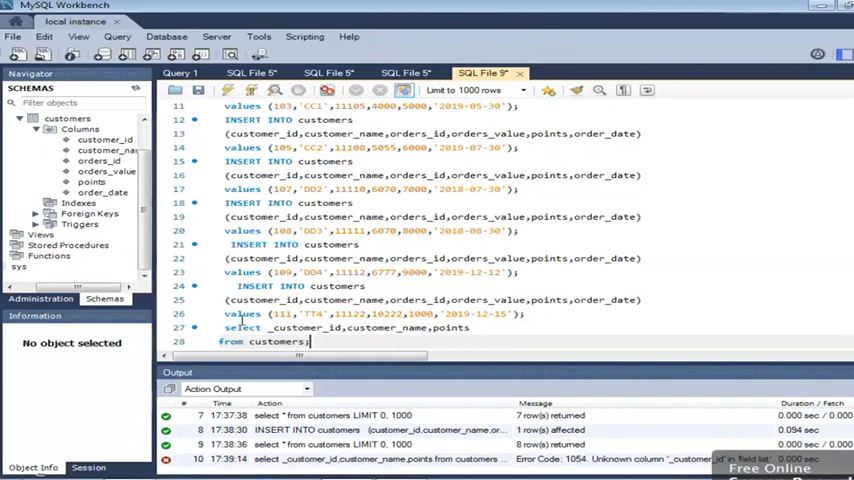 MySQL Workbench
local instance ×
File Edit View Query Database Server Tools Scripting Help
Navigator
SCHEMAS
Filter objects
customers
Columns
customer_id
customer_na
orders_id
orders_value
points
order_date
Indexes
Foreign Keys
Triggers
Views
Stored Procedures
Functions
sys
Administration Schemas
Information
No object selected
Object Info Session
Query 1 SQL File 5* SQL File 5* SQL File 5* SQL File 9* ×
Limit to 1000 rows
11 values (103,'CC1',11105,4000,5000,'2019-05-30');
12 INSERT INTO customers
13 (customer_id,customer_name,orders_id,orders_value,points,order_date)
14 values (105,'CC2',11108,5055,6000,'2019-07-30');
15 INSERT INTO customers
16 (customer_id,customer_name,orders_id,orders_value,points,order_date)
17 values (107,'DD2',11110,6070,7000,'2018-07-30');
18 INSERT INTO customers
19 (customer_id,customer_name,orders_id,orders_value,points,order_date)
20 values (108,'DD3',11111,6070,8000,'2018-08-30');
21 INSERT INTO customers
22 (customer_id,customer_name,orders_id,orders_value,points,order_date)
23 values (109,'DD4',11112,6777,9000,'2019-12-12');
24 INSERT INTO customers
25 (customer_id,customer_name,orders_id,orders_value,points,order_date)
26 values (111,'TT4',11122,10222,1000,'2019-12-15');
27 select _customer_id,customer_name,points
28 from customers;
Output
Action Output
# Time Action Message Duration / Fetch
7 17:37:38 select * from customers LIMIT 0, 1000 7 row(s) returned 0.000 sec / 0.000
8 17:38:30 INSERT INTO customers (customer_id,customer_name,or... 1 row(s) affected 0.094 sec
9 17:38:36 select * from customers LIMIT 0, 1000 8 row(s) returned 0.000 sec / 0.000
10 17:39:14 select _customer_id,customer_name,points from customers ... Error Code: 1054. Unknown column '_customer_id' in 'field list' 0.000 sec
Free Online